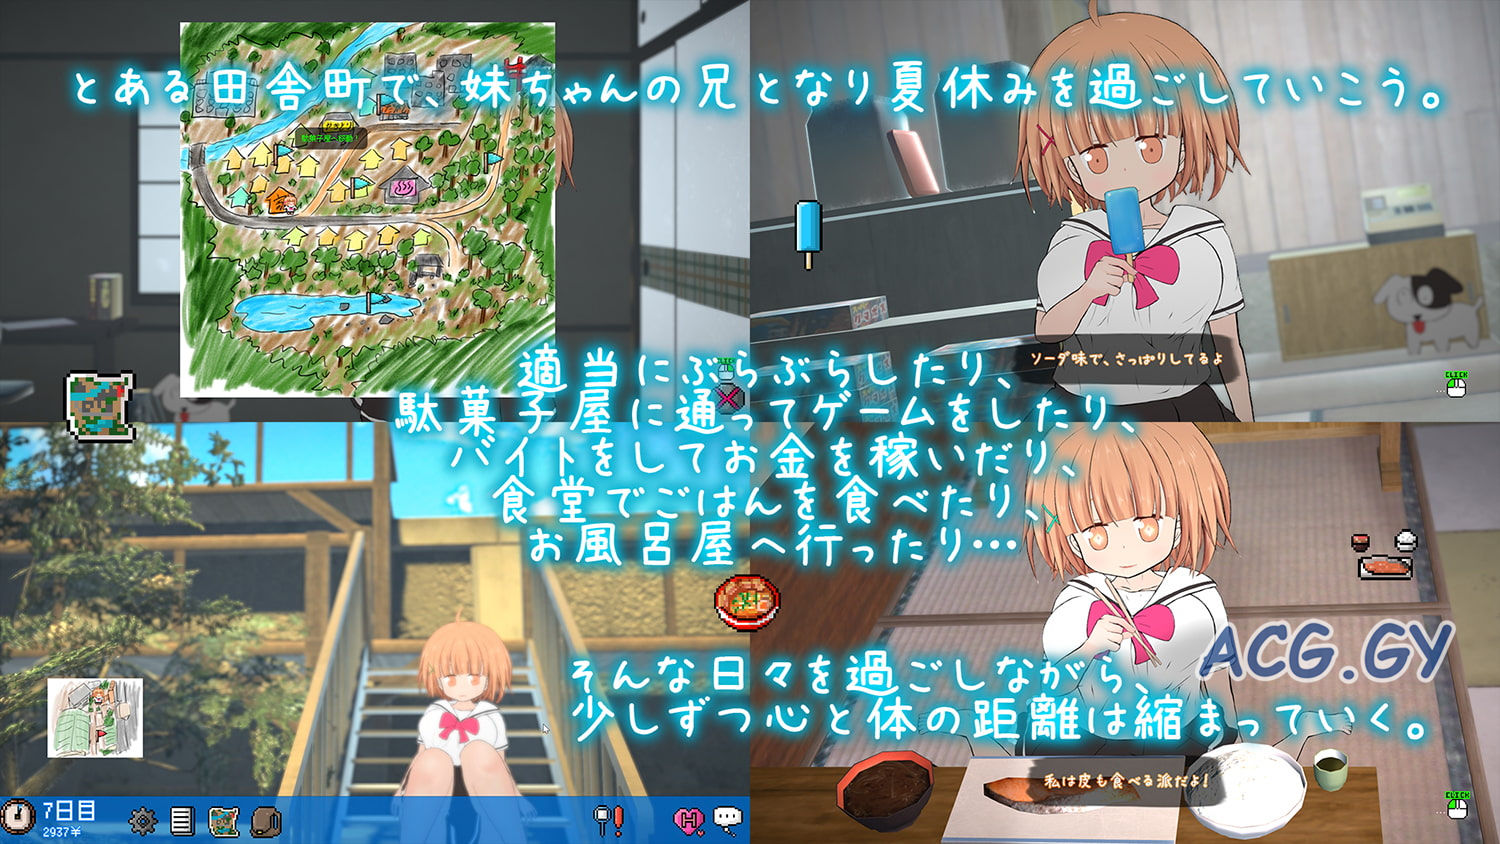 とある田舎町で、妹ちゃんの兄となり夏休みを過ごしていこう。
ソーダ味で、さっぱりしてるよ
CLICK
適当にぶらぶらしたり、
駄菓子屋に通ってゲームをしたり、
バイトをしてお金を稼いだり、
食堂でごはんを食べたり、
お風呂屋へ行ったり…
ACG.GY
そんな日々を過ごしながら、
少しずつ心と体の距離は縮まっていく。
私は皮も食べる派だよ!
CLICK
7日目
2937¥
H